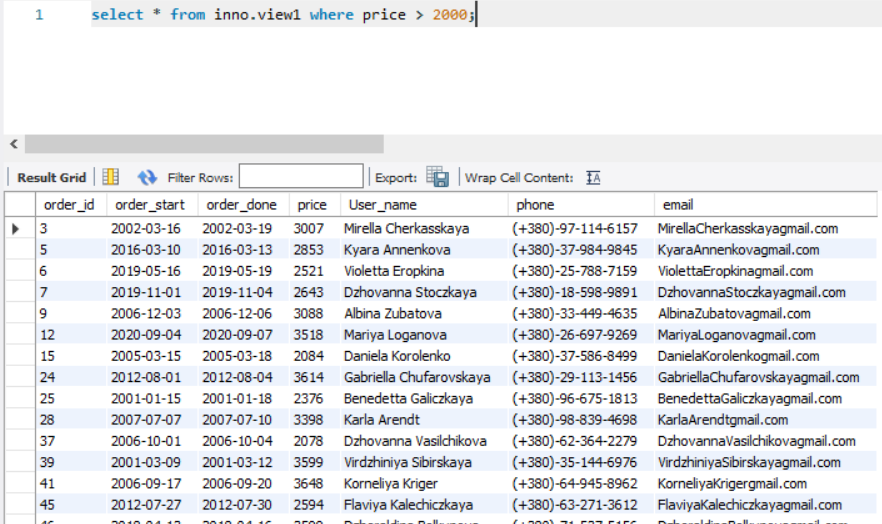 1 select * from inno.view1 where price > 2000;
Result Grid Filter Rows: Export: Wrap Cell Content:
order_id order_start order_done price User_name phone email
3 2002-03-16 2002-03-19 3007 Mirella Cherkasskaya (+380)-97-114-6157 MirellaCherkasskayagmail.com
5 2016-03-10 2016-03-13 2853 Kyara Annenkova (+380)-37-984-9845 KyaraAnnenkovagmail.com
6 2019-05-16 2019-05-19 2521 Violetta Eropkina (+380)-25-788-7159 ViolettaEropkinagmail.com
7 2019-11-01 2019-11-04 2643 Dzhovanna Stoczkaya (+380)-18-598-9891 DzhovannaStoczkayagmail.com
9 2006-12-03 2006-12-06 3088 Albina Zubatova (+380)-33-449-4635 AlbinaZubatovagmail.com
12 2020-09-04 2020-09-07 3518 Mariya Loganova (+380)-26-697-9269 MariyaLoganovagmail.com
15 2005-03-15 2005-03-18 2084 Daniela Korolenko (+380)-37-586-8499 DanielaKorolenkogmail.com
24 2012-08-01 2012-08-04 3614 Gabriella Chufarovskaya (+380)-29-113-1456 GabriellaChufarovskayagmail.com
25 2001-01-15 2001-01-18 2376 Benedetta Galiczkaya (+380)-96-675-1813 BenedettaGaliczkayagmail.com
28 2007-07-07 2007-07-10 3398 Karla Arendt (+380)-98-839-4698 KarlaArendtgmail.com
37 2006-10-01 2006-10-04 2078 Dzhovanna Vasilchikova (+380)-62-364-2279 DzhovannaVasilchikovagmail.com
39 2001-03-09 2001-03-12 3599 Virdzhiniya Sibirskaya (+380)-35-144-6976 VirdzhiniyaSibirskayagmail.com
41 2006-09-17 2006-09-20 3648 Korneliya Kriger (+380)-64-945-8962 KorneliyaKrigergmail.com
45 2012-07-27 2012-07-30 2594 Flaviya Kalechiczkaya (+380)-63-271-3612 FlaviyaKalechiczkayagmail.com